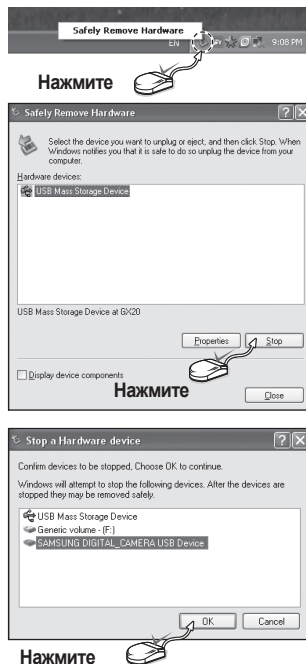 Safely Remove Hardware
EN
9:08 PM
Нажмите
Safely Remove Hardware
Select the device you want to unplug or eject, and then click Stop. When
Windows notifies you that it is safe to do so unplug the device from your
computer.
Hardware devices:
USB Mass Storage Device
USB Mass Storage Device at GX20
Properties
Stop
Display device components
Нажмите
Close
Stop a Hardware device
Confirm devices to be stopped, Choose OK to continue.
Windows will attempt to stop the following devices. After the devices are
stopped they may be removed safely.
USB Mass Storage Device
Generic volume - (F:)
SAMSUNG DIGITAL_CAMERA USB Device
OK
Cancel
Нажмите